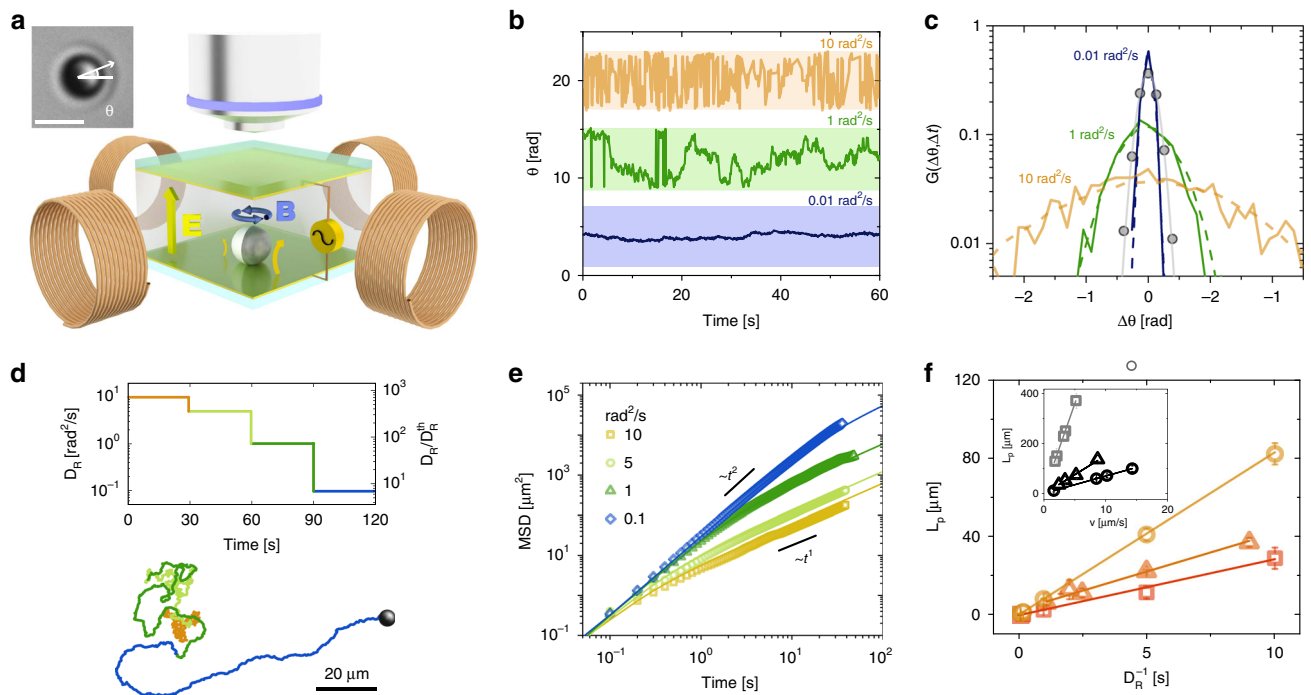 a
θ
E
B
b
θ [rad]
20
10
0
10 rad²/s
1 rad²/s
0.01 rad²/s
0 20 40 60
Time [s]
c
G(Δθ,Δt)
1
0.1
0.01
0.01 rad²/s
1 rad²/s
10 rad²/s
−2 −1 0 −2 −1
Δθ [rad]
d
D_R [rad²/s]
10¹
10⁰
10⁻¹
10³
10²
10¹
D_R/D_R^th
0 30 60 90 120
Time [s]
20 μm
e
MSD [μm²]
10⁵
10³
10¹
10⁻¹
rad²/s
10
5
1
0.1
~t²
~t¹
10⁻¹ 10⁰ 10¹ 10²
Time [s]
f
L_p [μm]
120
80
40
0
L_p [μm]
400
200
0
0 5 10 15
v [μm/s]
0 5 10
D_R⁻¹ [s]